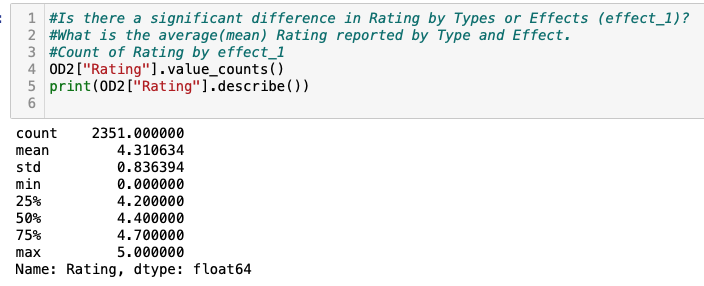 1 #Is there a significant difference in Rating by Types or Effects (effect_1)?
2 #What is the average(mean) Rating reported by Type and Effect.
3 #Count of Rating by effect_1
4 OD2["Rating"].value_counts()
5 print(OD2["Rating"].describe())
6
count    2351.000000
mean        4.310634
std         0.836394
min         0.000000
25%         4.200000
50%         4.400000
75%         4.700000
max         5.000000
Name: Rating, dtype: float64